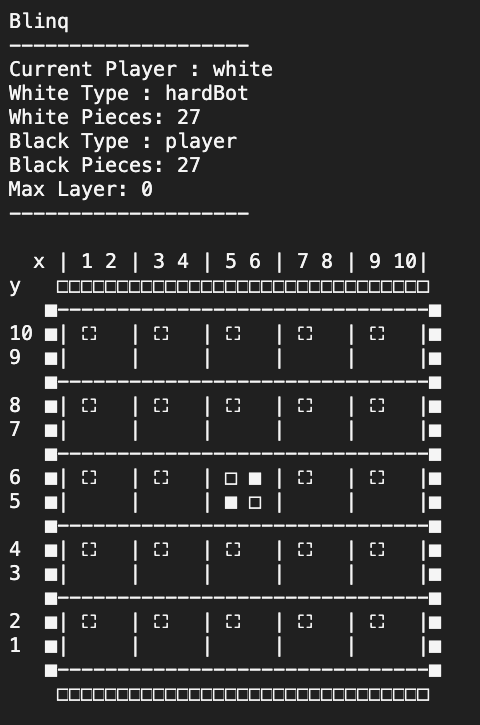 Blinq
--------------------
Current Player : white
White Type : hardBot
White Pieces: 27
Black Type : player
Black Pieces: 27
Max Layer: 0
--------------------
  x | 1 2 | 3 4 | 5 6 | 7 8 | 9 10|
y   □□□□□□□□□□□□□□□□□□□□□□□□□□□□□□□
   ■-------------------------------■
10 ■| ⛶   | ⛶   | ⛶   | ⛶   | ⛶   |■
9  ■|     |     |     |     |     |■
   ■-------------------------------■
8  ■| ⛶   | ⛶   | ⛶   | ⛶   | ⛶   |■
7  ■|     |     |     |     |     |■
   ■-------------------------------■
6  ■| ⛶   | ⛶   | □ ■ | ⛶   | ⛶   |■
5  ■|     |     | ■ □ |     |     |■
   ■-------------------------------■
4  ■| ⛶   | ⛶   | ⛶   | ⛶   | ⛶   |■
3  ■|     |     |     |     |     |■
   ■-------------------------------■
2  ■| ⛶   | ⛶   | ⛶   | ⛶   | ⛶   |■
1  ■|     |     |     |     |     |■
   ■-------------------------------■
    □□□□□□□□□□□□□□□□□□□□□□□□□□□□□□□